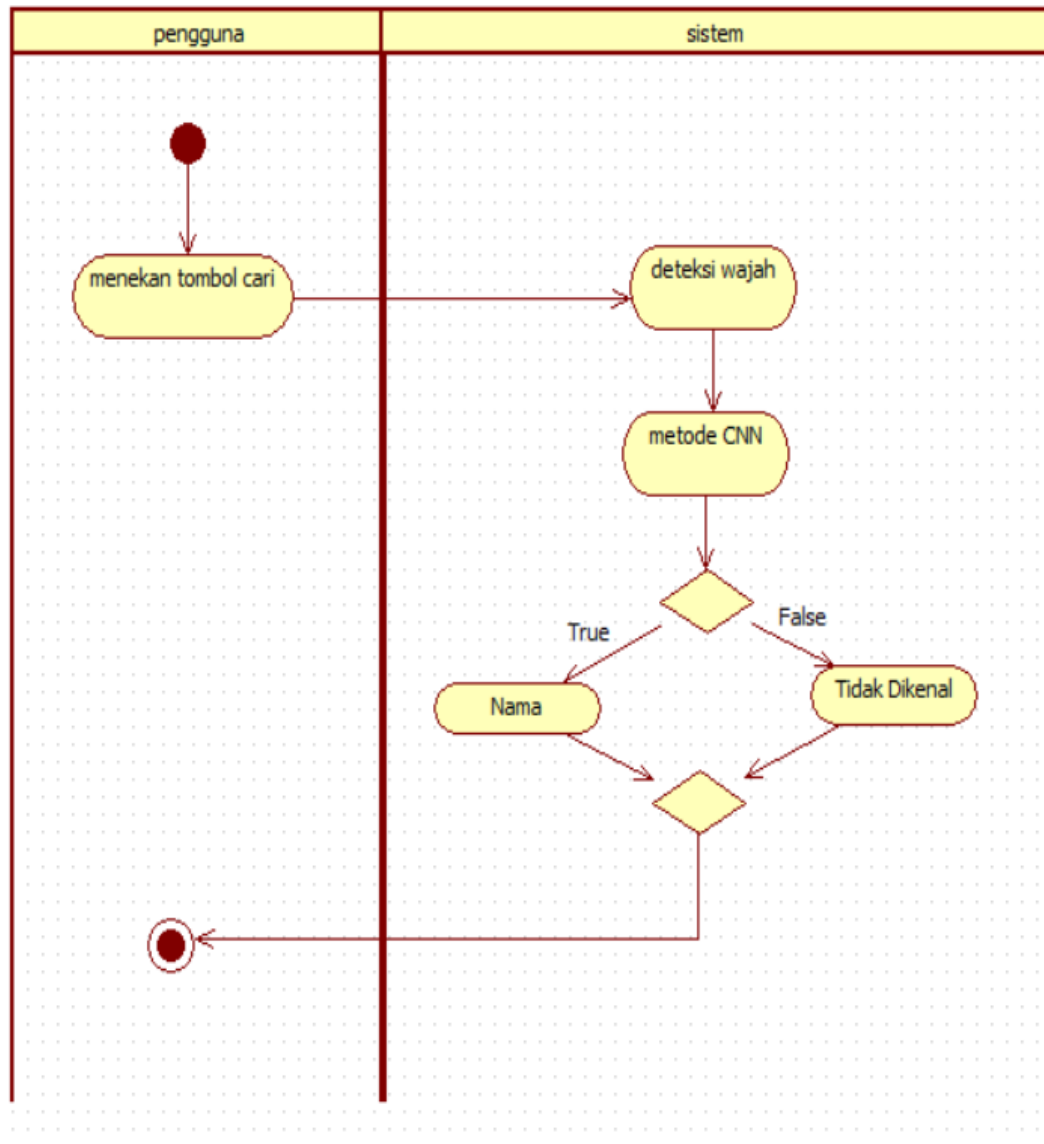 pengguna
sistem
menekan tombol cari
deteksi wajah
metode CNN
True
False
Nama
Tidak Dikenal